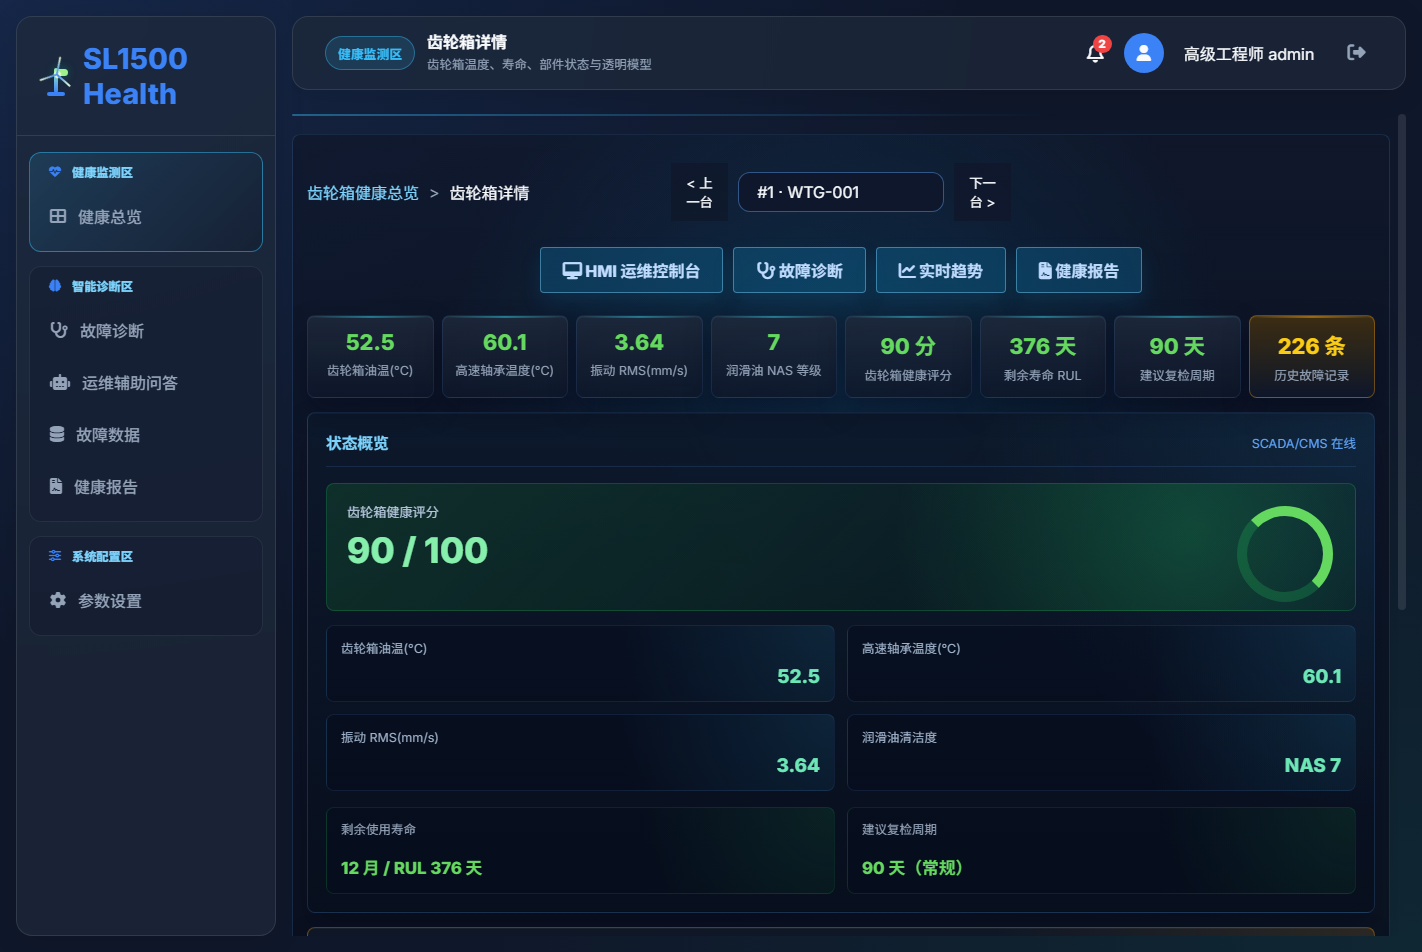 SL1500
Health
健康监测区
健康总览
智能诊断区
故障诊断
运维辅助问答
故障数据
健康报告
系统配置区
参数设置
健康监测区
齿轮箱详情
齿轮箱温度、寿命、部件状态与透明模型
2
高级工程师 admin
齿轮箱健康总览 > 齿轮箱详情
< 上
一台
#1 · WTG-001
下一
台 >
HMI 运维控制台
故障诊断
实时趋势
健康报告
52.5
齿轮箱油温(°C)
60.1
高速轴承温度(°C)
3.64
振动 RMS(mm/s)
7
润滑油 NAS 等级
90 分
齿轮箱健康评分
376 天
剩余寿命 RUL
90 天
建议复检周期
226 条
历史故障记录
状态概览
SCADA/CMS 在线
齿轮箱健康评分
90 / 100
齿轮箱油温(°C)
52.5
高速轴承温度(°C)
60.1
振动 RMS(mm/s)
3.64
润滑油清洁度
NAS 7
剩余使用寿命
12 月 / RUL 376 天
建议复检周期
90 天（常规）